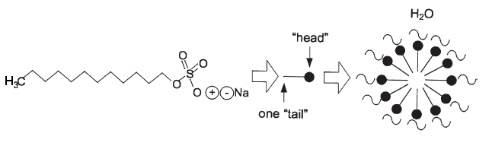 H₂O
"head"
O
O
S
O
O
H₃C
⊕⊖Na
one "tail"